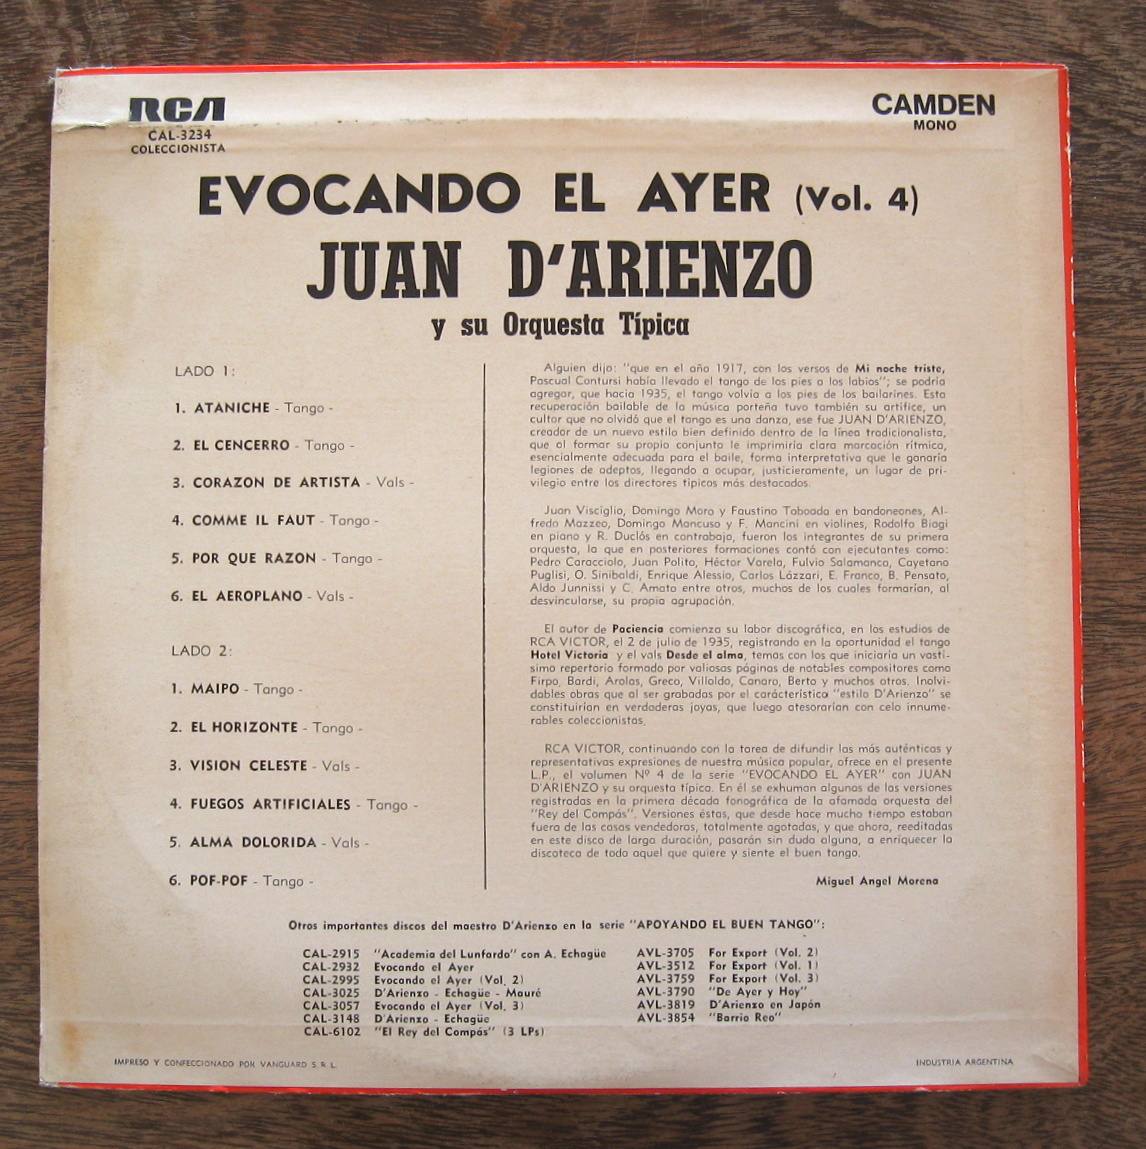 RCA
CAL-3234
COLECCIONISTA
CAMDEN
MONO
EVOCANDO EL AYER (Vol. 4)
JUAN D'ARIENZO
y su Orquesta Típica
LADO 1:
1. ATANICHE - Tango -
2. EL CENCERRO - Tango -
3. CORAZON DE ARTISTA - Vals -
4. COMME IL FAUT - Tango -
5. POR QUE RAZON - Tango -
6. EL AEROPLANO - Vals -
LADO 2:
1. MAIPO - Tango -
2. EL HORIZONTE - Tango -
3. VISION CELESTE - Vals -
4. FUEGOS ARTIFICIALES - Tango -
5. ALMA DOLORIDA - Vals -
6. POF-POF - Tango -
Alguien dijo: "que en el año 1917, con los versos de Mi noche triste,
Pascual Contursi había llevado el tango de los pies a los labios"; se podría
agregar, que hacia 1935, el tango volvía a los pies de los bailarines. Esta
recuperación bailable de la música porteña tuvo también su artífice, un
cultor que no olvidó que el tango es una danza, ese fue JUAN D'ARIENZO,
creador de un nuevo estilo bien definido dentro de la línea tradicionalista,
que al formar su propio conjunto le imprimiría clara marcación rítmica,
esencialmente adecuada para el baile, forma interpretativa que le ganaría
legiones de adeptos, llegando a ocupar, justicieramente, un lugar de pri-
vilegio entre los directores típicos más destacados.
Juan Visciglio, Domingo Moro y Faustino Taboada en bandoneones, Al-
fredo Mazzeo, Domingo Mancuso y F. Mancini en violines, Rodolfo Biagi
en piano y R. Duclós en contrabajo, fueron los integrantes de su primera
orquesta, la que en posteriores formaciones contó con ejecutantes como:
Pedro Caracciolo, Juan Polito, Héctor Varela, Fulvio Salamanca, Cayetano
Puglisi, O. Sinibaldi, Enrique Alessio, Carlos Lázzari, E. Franco, B. Pensato,
Aldo Junnissi y C. Amato entre otros, muchos de los cuales formarían, al
desvincularse, su propia agrupación.
El autor de Paciencia comienza su labor discográfica, en los estudios de
RCA VICTOR, el 2 de julio de 1935, registrando en la oportunidad el tango
Hotel Victoria y el vals Desde el alma, temas con los que iniciaría un vastí-
simo repertorio formado por valiosas páginas de notables compositores como
Firpo, Bardi, Arolas, Greco, Villoldo, Canaro, Berto y muchos otros. Inolvi-
dables obras que al ser grabadas por el carácterístico "estilo D'Arienzo" se
constituirían en verdaderas joyas, que luego atesorarían con celo innume-
rables coleccionistas.
RCA VICTOR, continuando con la tarea de difundir las más auténticas y
representativas expresiones de nuestra música popular, ofrece en el presente
L.P., el volumen Nº 4 de la serie "EVOCANDO EL AYER" con JUAN
D'ARIENZO y su orquesta típica. En él se exhuman algunas de las versiones
registradas en la primera década fonográfica de la afamada orquesta del
"Rey del Compás". Versiones éstas, que desde hace mucho tiempo estaban
fuera de las casas vendedoras, totalmente agotadas, y que ahora, reeditadas
en este disco de larga duración, pasarán sin duda alguna, a enriquecer la
discoteca de todo aquel que quiere y siente el buen tango.
Miguel Angel Morena
Otros importantes discos del maestro D'Arienzo en la serie "APOYANDO EL BUEN TANGO":
CAL-2915 "Academia del Lunfardo" con A. Echagüe
CAL-2932 Evocando el Ayer
CAL-2995 Evocando el Ayer (Vol. 2)
CAL-3025 D'Arienzo - Echagüe - Mauré
CAL-3057 Evocando el Ayer (Vol. 3)
CAL-3148 D'Arienzo - Echagüe
CAL-6102 "El Rey del Compás" (3 LPs)
AVL-3705 For Export (Vol. 2)
AVL-3512 For Export (Vol. 1)
AVL-3759 For Export (Vol. 3)
AVL-3790 "De Ayer y Hoy"
AVL-3819 D'Arienzo en Japón
AVL-3854 "Barrio Reo"
IMPRESO Y CONFECCIONADO POR VANGUARD S.R.L.
INDUSTRIA ARGENTINA